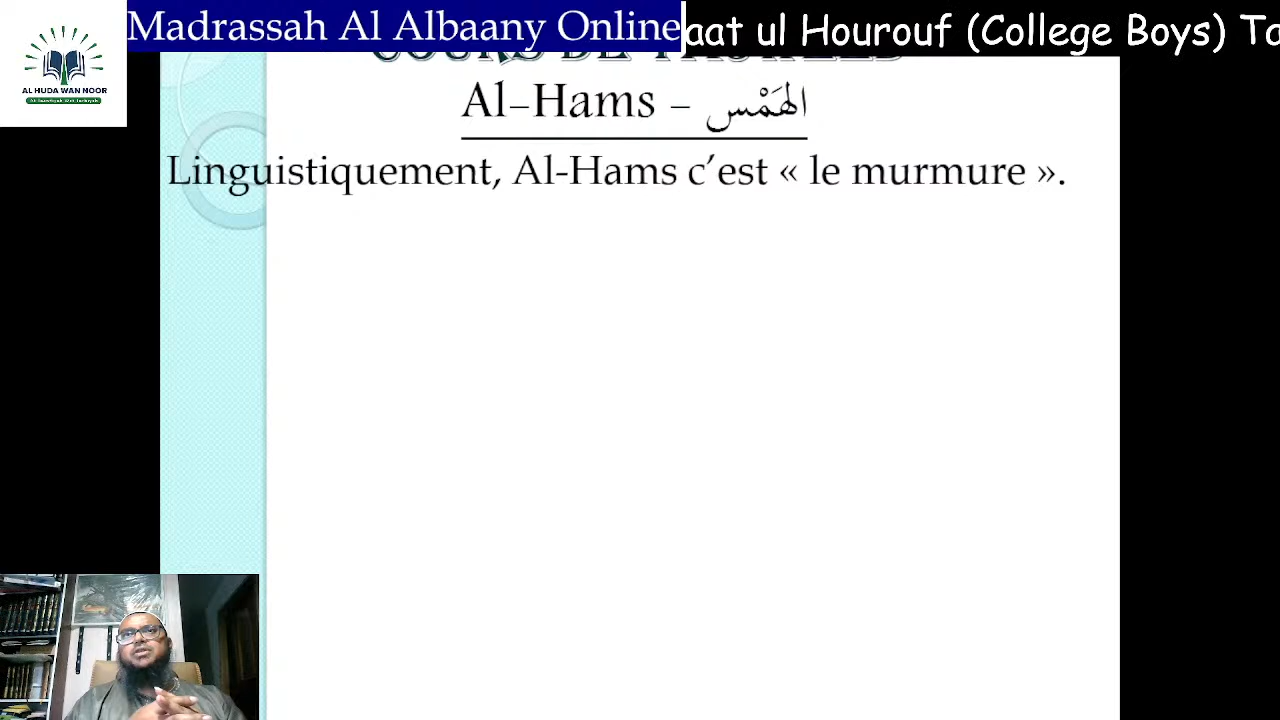 Madrassah Al Albaany Online
aat ul Hourouf (College Boys) Ta
AL HUDA WAN NOOR
COURS DE TAJWEED
Al-Hams – الهَمْس
Linguistiquement, Al-Hams c’est « le murmure ».